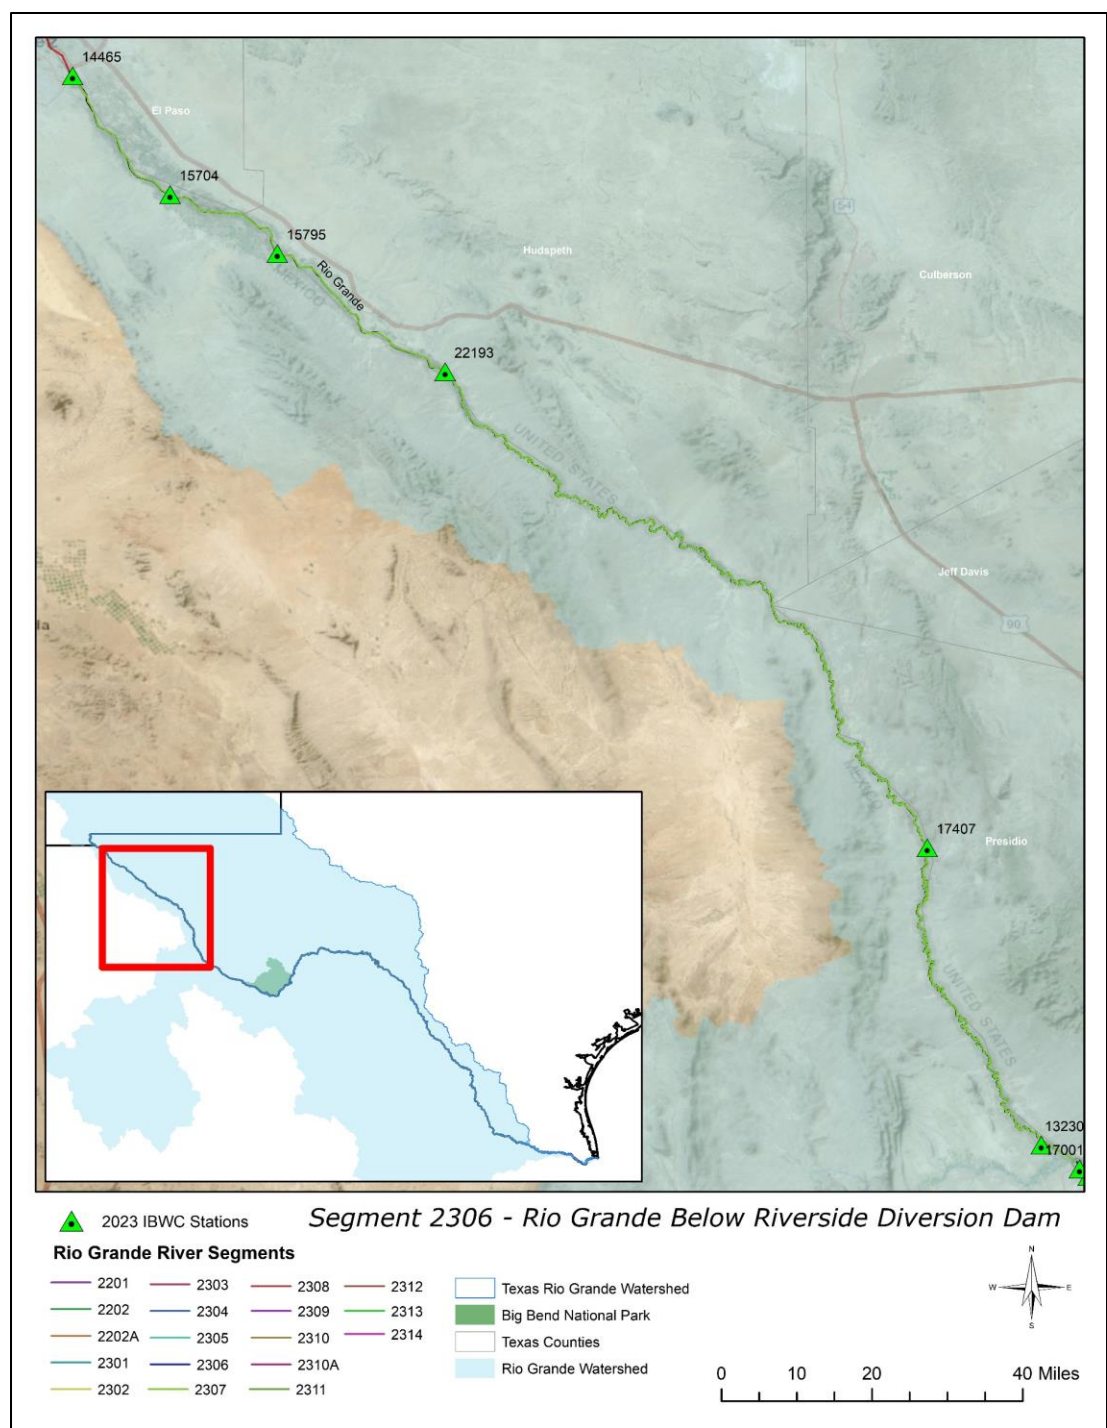 14465
El Paso
15704
54
15795
Hudspeth
Mexico
Rio Grande
Culberson
22193
UNITED STATES
Jeff Davis
la
90
17407
Presidio
UNITED STATES
13230
17001
2023 IBWC Stations
Segment 2306 - Rio Grande Below Riverside Diversion Dam
Rio Grande River Segments
2201 2303 2308 2312
2202 2304 2309 2313
2202A 2305 2310 2314
2301 2306 2310A
2302 2307 2311
Texas Rio Grande Watershed
Big Bend National Park
Texas Counties
Rio Grande Watershed
N
W E
S
0 10 20 40 Miles